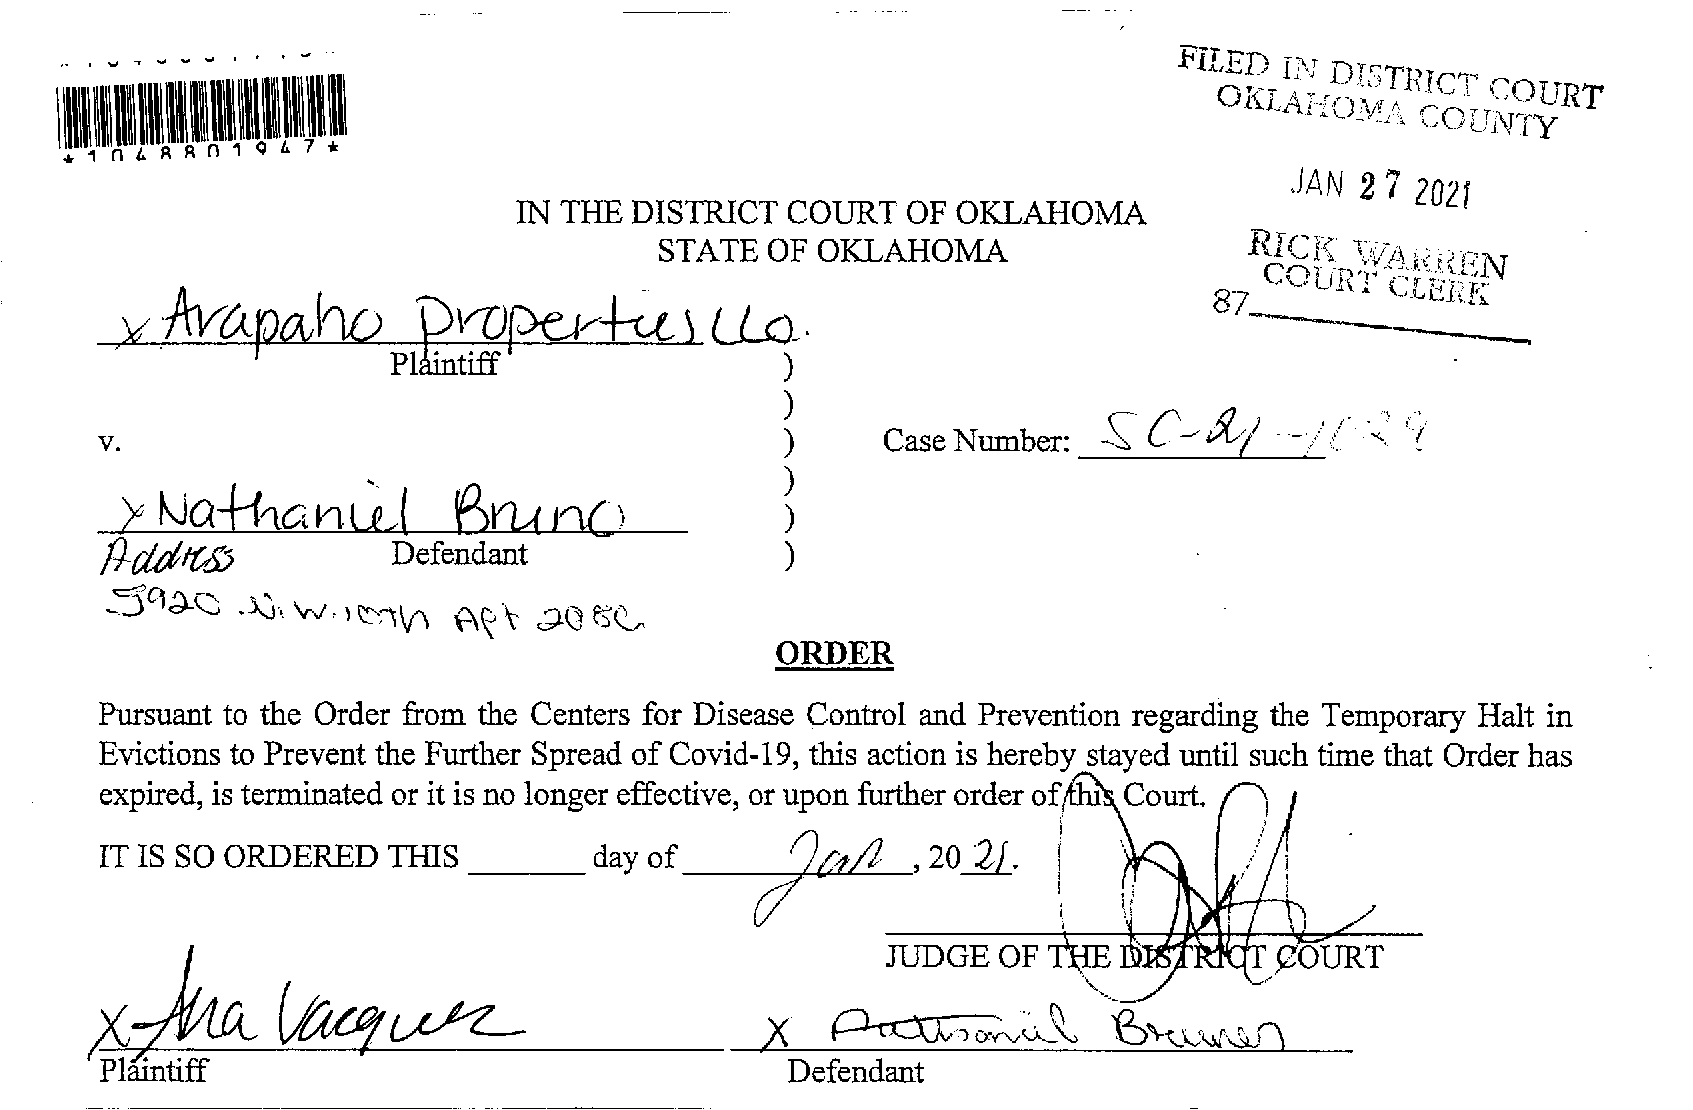 *1048801947*
FILED IN DISTRICT COURT
OKLAHOMA COUNTY
JAN 27 2021
RICK WARREN
COURT CLERK
87
IN THE DISTRICT COURT OF OKLAHOMA
STATE OF OKLAHOMA
x Arapaho Properties LLC.
Plaintiff )
)
v. ) Case Number: SC-21-1029
)
x Nathaniel Bruno )
Address Defendant )
5920 N.W. 10th Apt 208C
ORDER
Pursuant to the Order from the Centers for Disease Control and Prevention regarding the Temporary Halt in
Evictions to Prevent the Further Spread of Covid-19, this action is hereby stayed until such time that Order has
expired, is terminated or it is no longer effective, or upon further order of this Court.
IT IS SO ORDERED THIS day of Jan, 2021.
JUDGE OF THE DISTRICT COURT
X Ana Vacquez X
Plaintiff Defendant